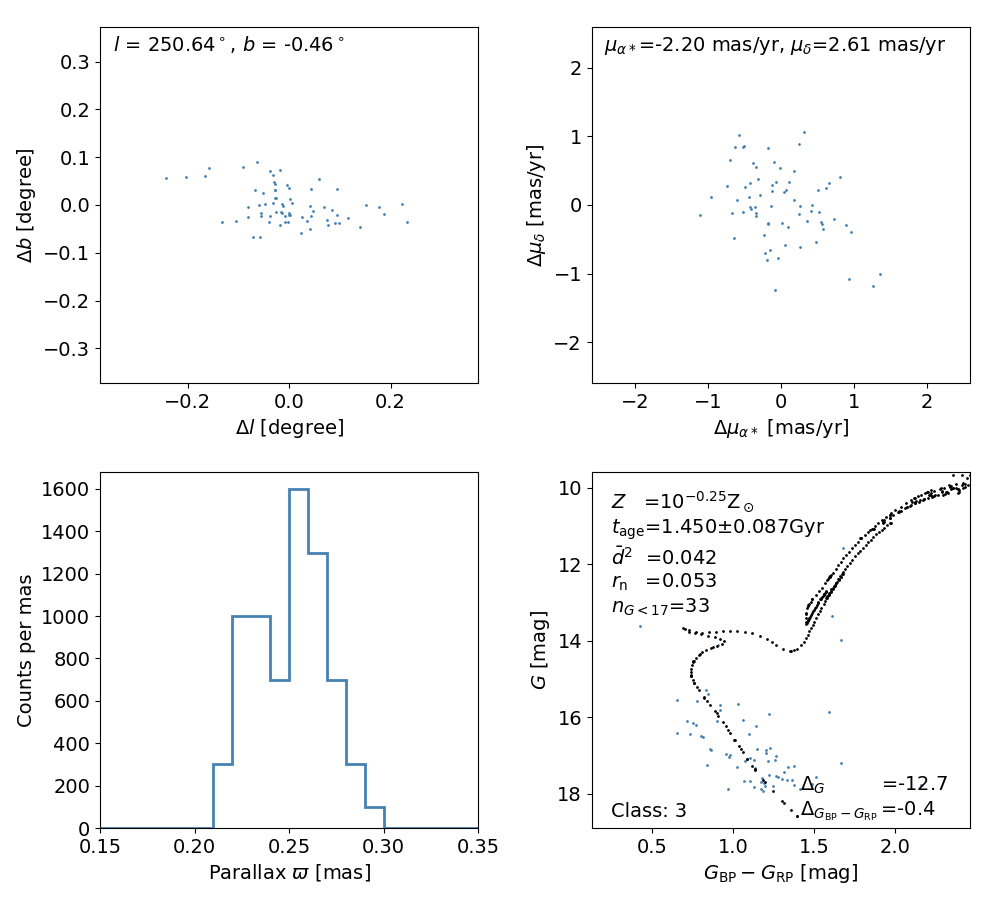 l = 250.64°, b = -0.46°
0.3
0.2
0.1
0.0
−0.1
−0.2
−0.3
Δb [degree]
−0.2 0.0 0.2
Δl [degree]
μα∗=-2.20 mas/yr, μδ=2.61 mas/yr
2
1
0
−1
−2
Δμδ [mas/yr]
−2 −1 0 1 2
Δμα∗ [mas/yr]
1600
1400
1200
1000
800
600
400
200
0
Counts per mas
0.15 0.20 0.25 0.30 0.35
Parallax ϖ [mas]
10
12
14
16
18
G [mag]
Z =10^−0.25 Z⊙
t_age=1.450±0.087Gyr
d̄² =0.042
r_n =0.053
n_G<17=33
Δ_G =-12.7
Δ_GBP−GRP =-0.4
Class: 3
0.5 1.0 1.5 2.0
G_BP − G_RP [mag]